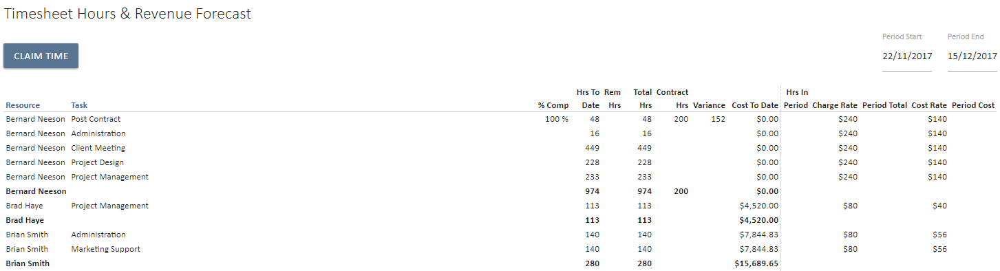 Timesheet Hours & Revenue Forecast
Period Start Period End
CLAIM TIME 22/11/2017 15/12/2017
Hrs To Rem Total Contract Hrs In
Resource Task % Comp Date Hrs Hrs Hrs Variance Cost To Date Period Charge Rate Period Total Cost Rate Period Cost
Bernard Neeson Post Contract 100 % 48 48 200 152 $0.00 $240 $140
Bernard Neeson Administration 16 16 $0.00 $240 $140
Bernard Neeson Client Meeting 449 449 $0.00 $240 $140
Bernard Neeson Project Design 228 228 $0.00 $240 $140
Bernard Neeson Project Management 233 233 $0.00 $240 $140
Bernard Neeson 974 974 200 $0.00
Brad Haye Project Management 113 113 $4,520.00 $80 $40
Brad Haye 113 113 $4,520.00
Brian Smith Administration 140 140 $7,844.83 $80 $56
Brian Smith Marketing Support 140 140 $7,844.83 $80 $56
Brian Smith 280 280 $15,689.65